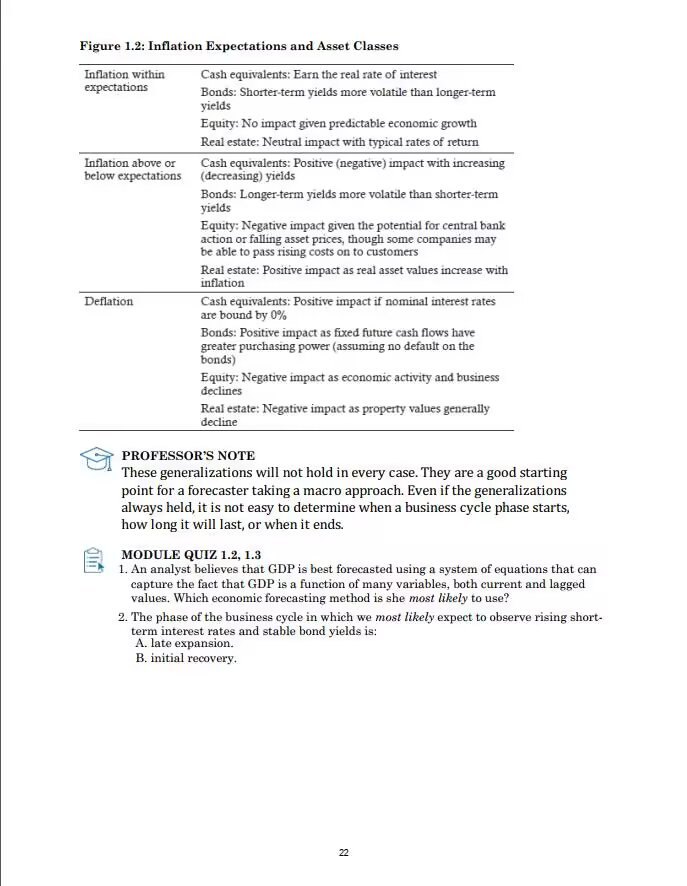 Figure 1.2: Inflation Expectations and Asset Classes
Inflation within
expectations
Cash equivalents: Earn the real rate of interest
Bonds: Shorter-term yields more volatile than longer-term
yields
Equity: No impact given predictable economic growth
Real estate: Neutral impact with typical rates of return
Inflation above or
below expectations
Cash equivalents: Positive (negative) impact with increasing
(decreasing) yields
Bonds: Longer-term yields more volatile than shorter-term
yields
Equity: Negative impact given the potential for central bank
action or falling asset prices, though some companies may
be able to pass rising costs on to customers
Real estate: Positive impact as real asset values increase with
inflation
Deflation
Cash equivalents: Positive impact if nominal interest rates
are bound by 0%
Bonds: Positive impact as fixed future cash flows have
greater purchasing power (assuming no default on the
bonds)
Equity: Negative impact as economic activity and business
declines
Real estate: Negative impact as property values generally
decline
PROFESSOR'S NOTE
These generalizations will not hold in every case. They are a good starting
point for a forecaster taking a macro approach. Even if the generalizations
always held, it is not easy to determine when a business cycle phase starts,
how long it will last, or when it ends.
MODULE QUIZ 1.2, 1.3
1. An analyst believes that GDP is best forecasted using a system of equations that can
capture the fact that GDP is a function of many variables, both current and lagged
values. Which economic forecasting method is she most likely to use?
2. The phase of the business cycle in which we most likely expect to observe rising short-
term interest rates and stable bond yields is:
A. late expansion.
B. initial recovery.
22